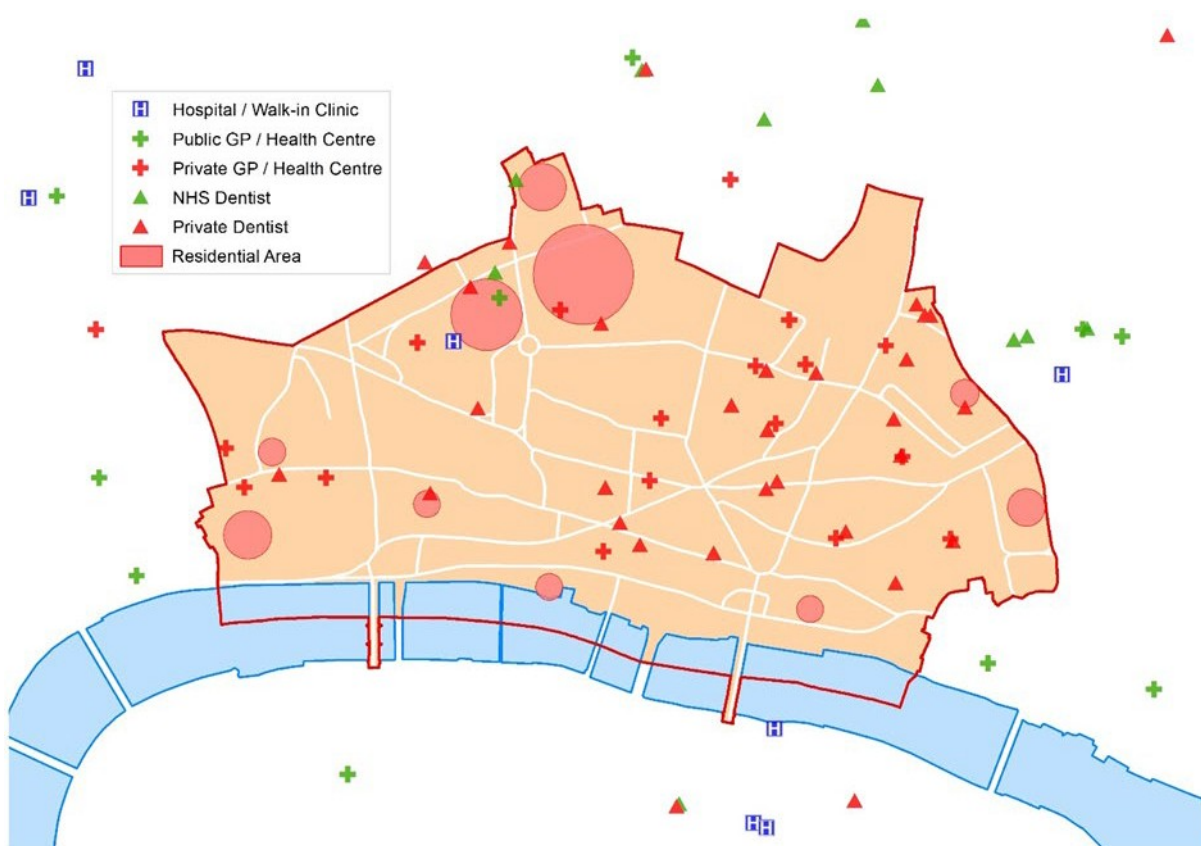 Hospital / Walk-in Clinic
Public GP / Health Centre
Private GP / Health Centre
NHS Dentist
Private Dentist
Residential Area